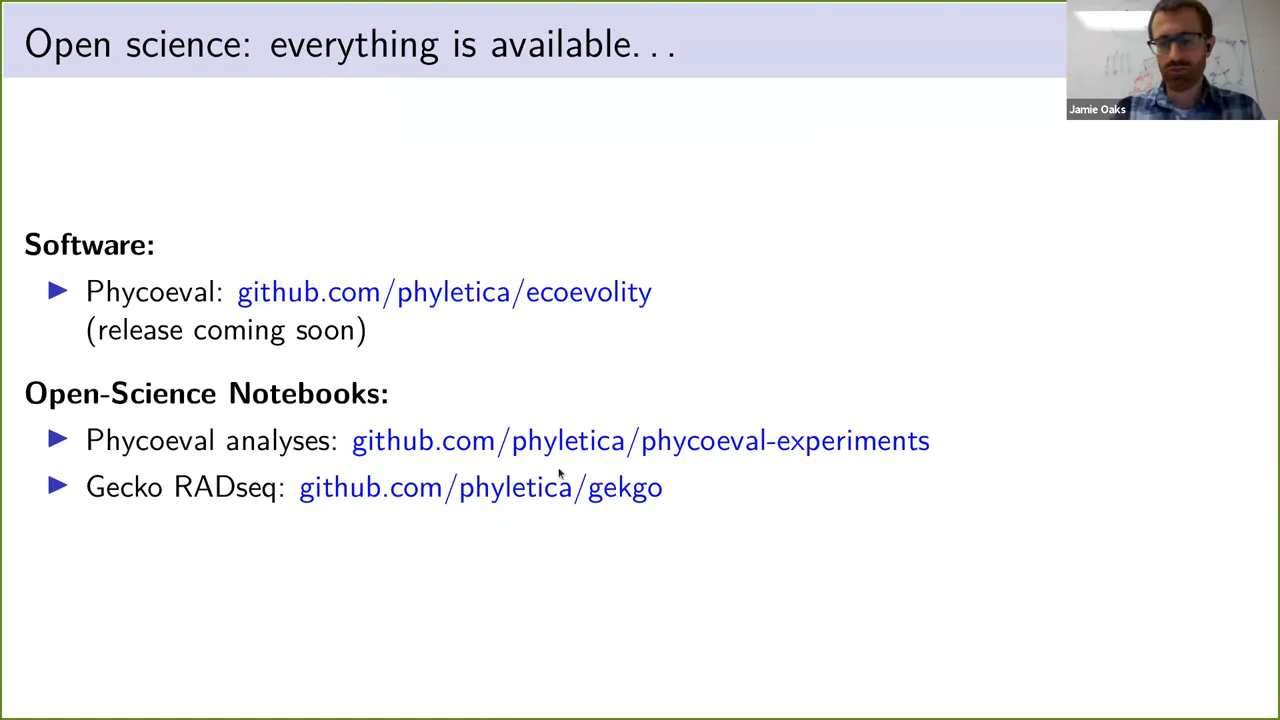 Open science: everything is available. . .
Jamie Oaks
Software:
Phycoeval: github.com/phyletica/ecoevolity
(release coming soon)
Open-Science Notebooks:
Phycoeval analyses: github.com/phyletica/phycoeval-experiments
Gecko RADseq: github.com/phyletica/gekgo